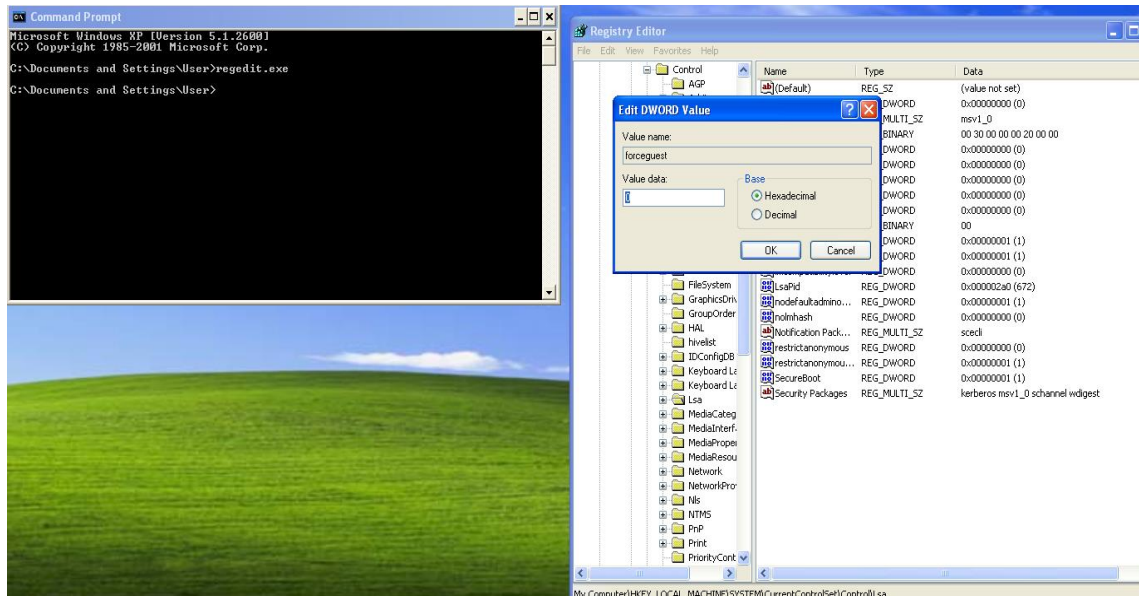 Command Prompt
Microsoft Windows XP [Version 5.1.2600]
(C) Copyright 1985-2001 Microsoft Corp.
C:\Documents and Settings\User>regedit.exe
C:\Documents and Settings\User>
Registry Editor
File Edit View Favorites Help
Control
AGP
FileSystem
GraphicsDriv
GroupOrder
HAL
hivelist
IDConfigDB
Keyboard La
Keyboard La
Lsa
MediaCateg
MediaInterf
MediaProper
MediaResou
Network
NetworkPro
Nls
NTMS
PnP
Print
PriorityCont
Name Type Data
(Default) REG_SZ (value not set)
DWORD 0x00000000 (0)
MULTI_SZ msv1_0
BINARY 00 30 00 00 00 20 00 00
DWORD 0x00000000 (0)
DWORD 0x00000000 (0)
DWORD 0x00000000 (0)
DWORD 0x00000000 (0)
DWORD 0x00000000 (0)
BINARY 00
DWORD 0x00000001 (1)
DWORD 0x00000001 (1)
DWORD 0x00000000 (0)
LsaPid REG_DWORD 0x000002a0 (672)
nodefaultadmino... REG_DWORD 0x00000001 (1)
nolmhash REG_DWORD 0x00000000 (0)
Notification Pack... REG_MULTI_SZ scecli
restrictanonymous REG_DWORD 0x00000000 (0)
restrictanonymou... REG_DWORD 0x00000001 (1)
SecureBoot REG_DWORD 0x00000001 (1)
Security Packages REG_MULTI_SZ kerberos msv1_0 schannel wdigest
Edit DWORD Value
Value name:
forceguest
Value data:
0
Base
Hexadecimal
Decimal
OK Cancel
My Computer\HKEY_LOCAL_MACHINE\SYSTEM\CurrentControlSet\Control\Lsa